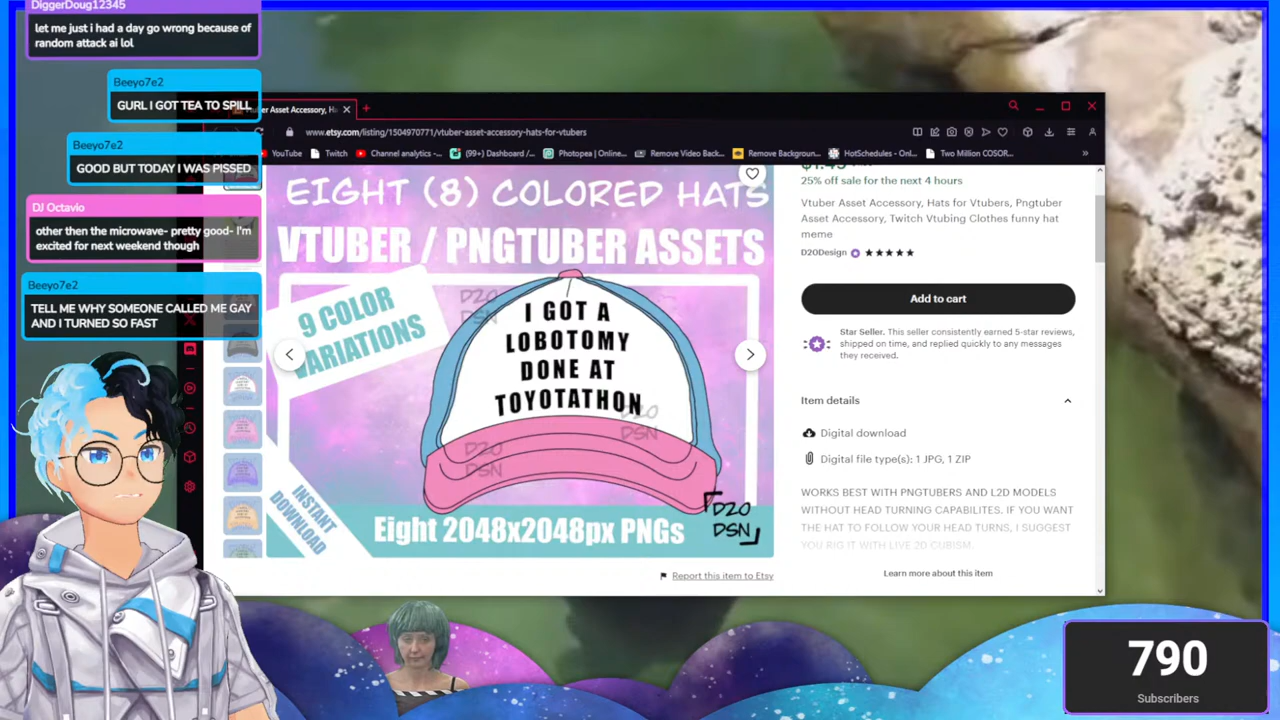 DiggerDoug12345
let me just i had a day go wrong because of
random attack ai lol
Beeyo7e2
GURL I GOT TEA TO SPILL
Beeyo7e2
GOOD BUT TODAY I WAS PISSED
DJ Octavio
other then the microwave- pretty good- I'm
excited for next weekend though
Beeyo7e2
TELL ME WHY SOMEONE CALLED ME GAY
AND I TURNED SO FAST
Asset Accessory, H
www.etsy.com/listing/1504970771/vtuber-asset-accessory-hats-for-vtubers
YouTube
Twitch
Channel analytics -...
(99+) Dashboard /...
Photopea | Online...
Remove Video Back...
Remove Backgroun...
HotSchedules - Onl...
Two Million COSOR...
EIGHT (8) COLORED HATS
VTUBER / PNGTUBER ASSETS
9 COLOR
VARIATIONS
I GOT A
LOBOTOMY
DONE AT
TOYOTATHON
D20
DSN
D20
DSN
D20
DSN
INSTANT
DOWNLOAD
Eight 2048x2048px PNGs
D20
DSN
Report this item to Etsy
25% off sale for the next 4 hours
Vtuber Asset Accessory, Hats for Vtubers, Pngtuber
Asset Accessory, Twitch Vtubing Clothes funny hat
meme
D20Design
Add to cart
Star Seller. This seller consistently earned 5-star reviews,
shipped on time, and replied quickly to any messages
they received.
Item details
Digital download
Digital file type(s): 1 JPG, 1 ZIP
WORKS BEST WITH PNGTUBERS AND L2D MODELS
WITHOUT HEAD TURNING CAPABILITES. IF YOU WANT
THE HAT TO FOLLOW YOUR HEAD TURNS, I SUGGEST
YOU RIG IT WITH LIVE 2D CUBISM.
Learn more about this item
790
Subscribers